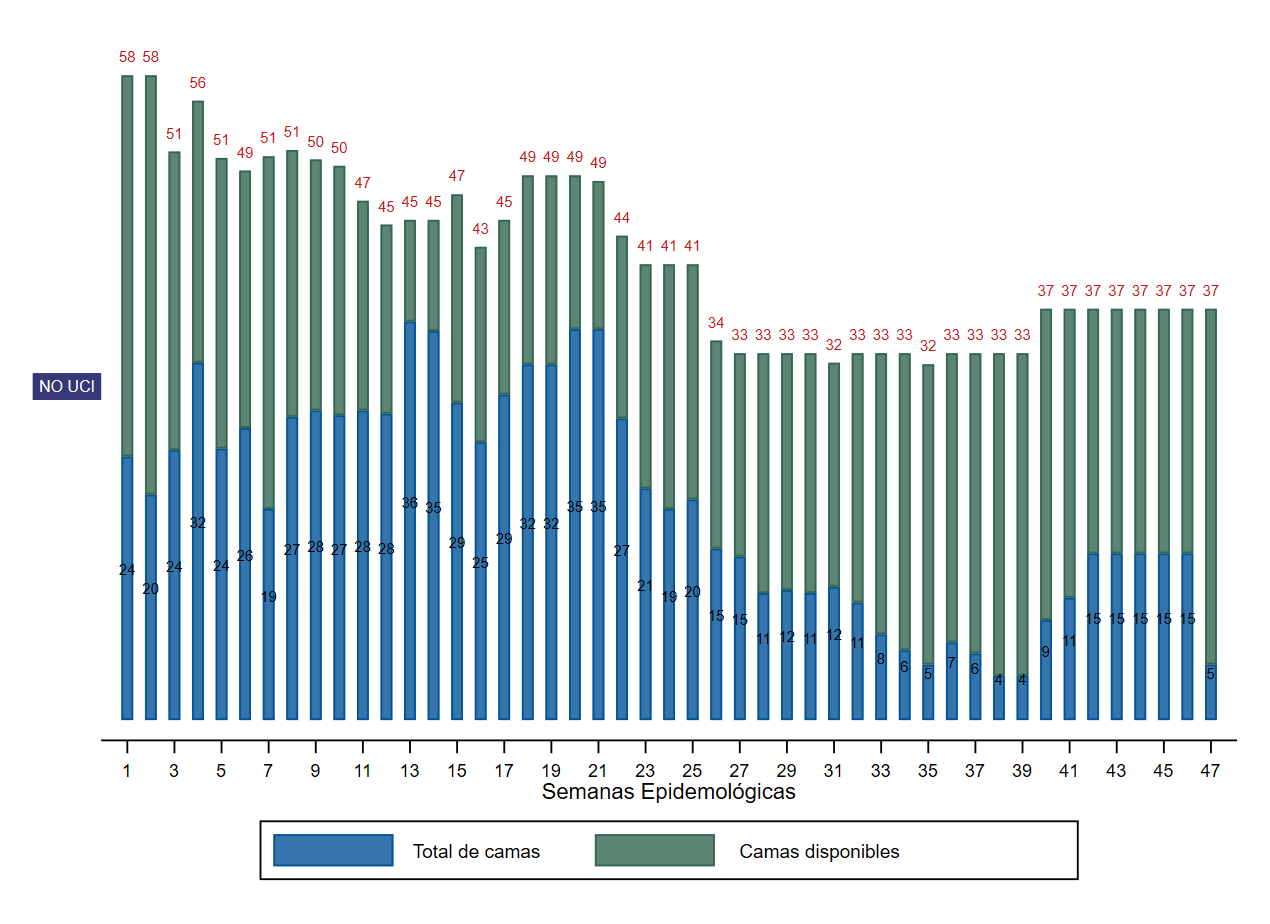 58 58 51 56 51 49 51 51 50 50 47 45 45 45 47 43 45 49 49 49 49 44 41 41 41 34 33 33 33 33 32 33 33 33 32 33 33 33 33 37 37 37 37 37 37 37 37
NO UCI
24 20 24 32 24 26 19 27 28 27 28 28 36 35 29 25 29 32 32 35 35 27 21 19 20 15 15 11 12 11 12 11 8 6 5 7 6 4 4 9 11 15 15 15 15 15 5
1 3 5 7 9 11 13 15 17 19 21 23 25 27 29 31 33 35 37 39 41 43 45 47
Semanas Epidemológicas
Total de camas Camas disponibles